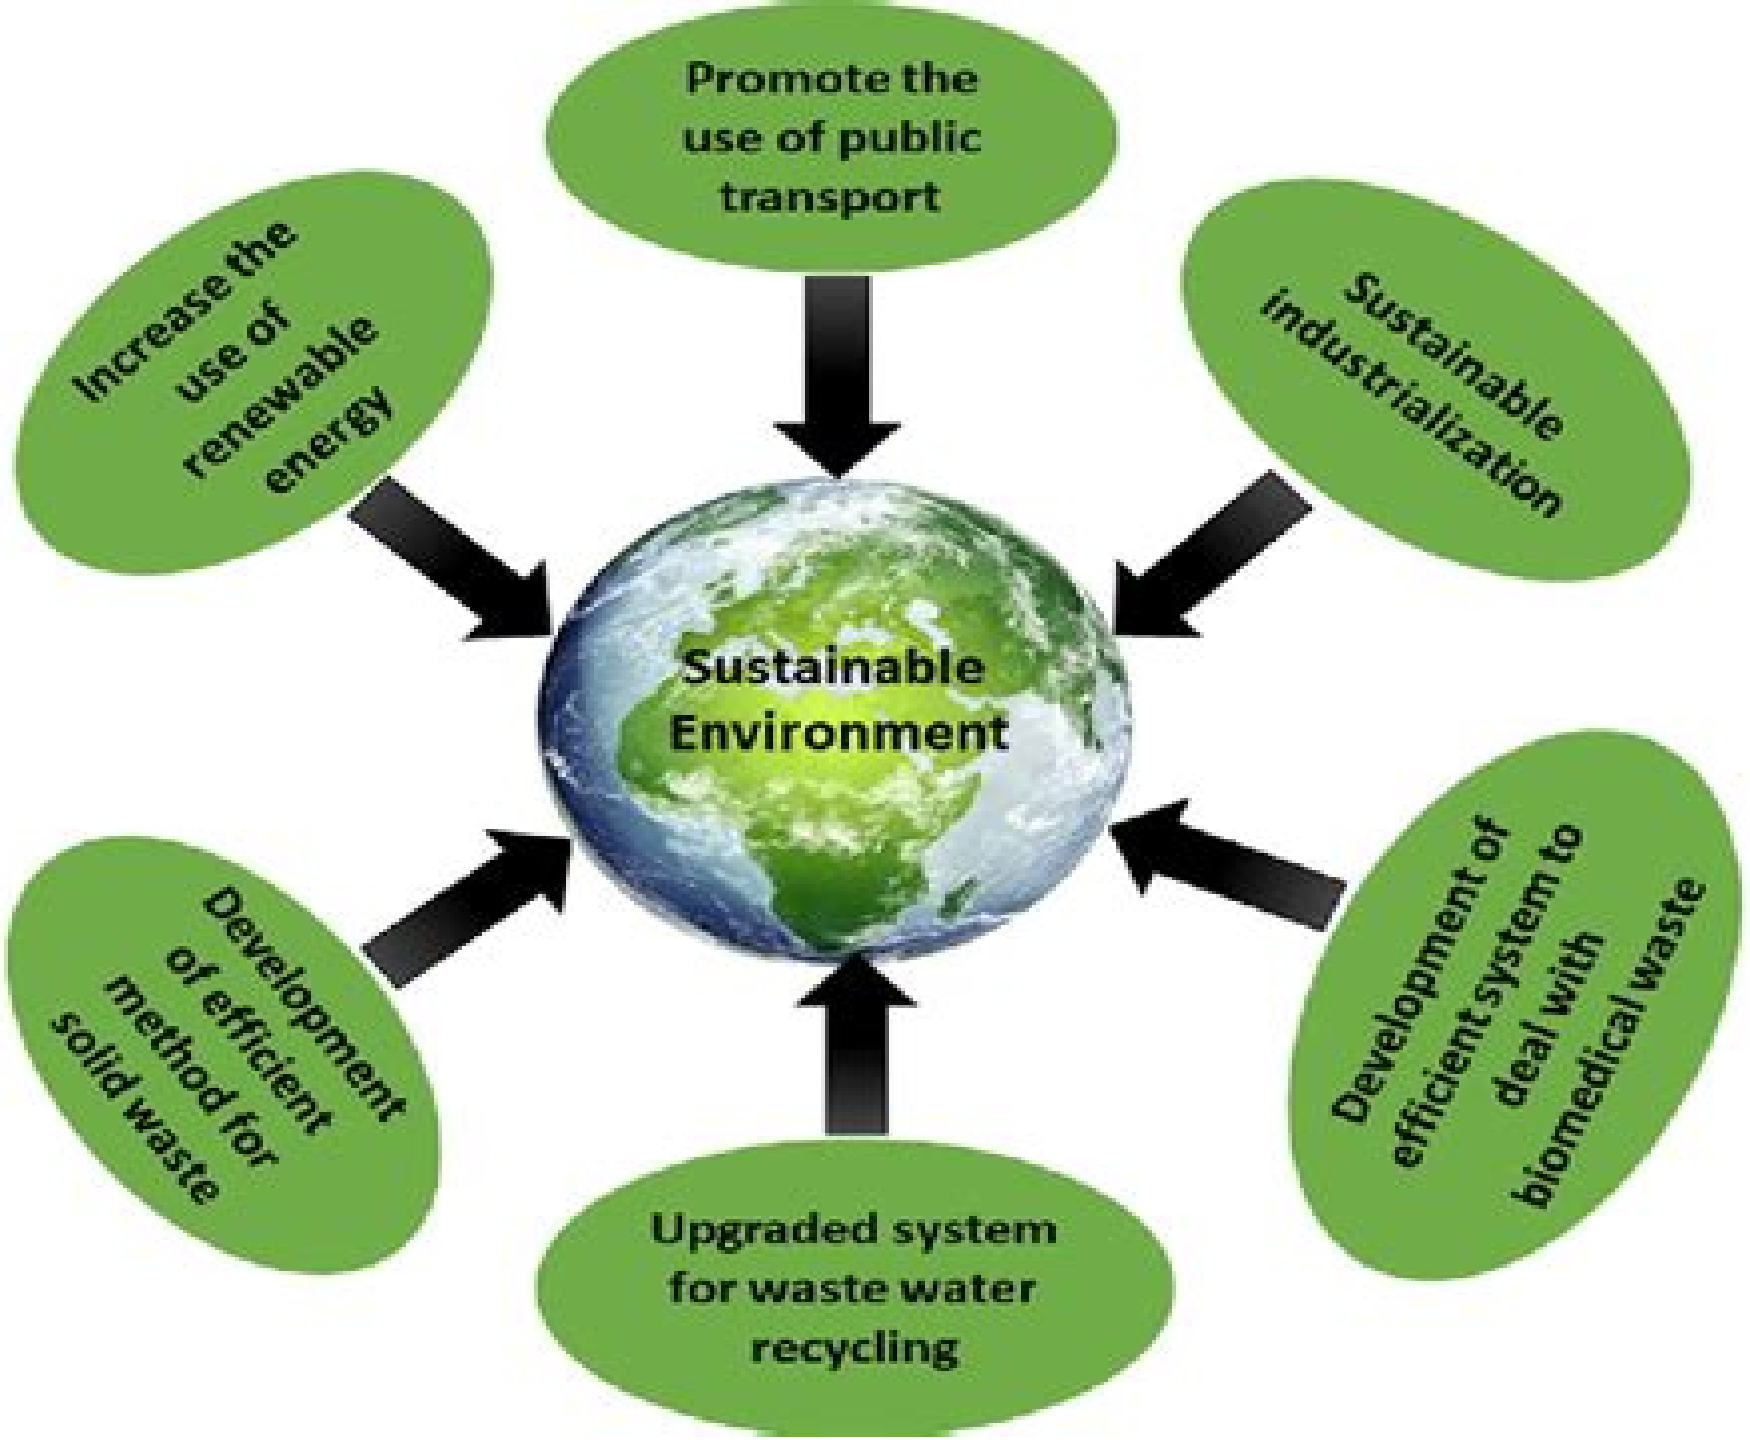 Promote the
use of public
transport
Increase the
use of
renewable
energy
Sustainable
industrialization
Sustainable
Environment
Development
of efficient
method for
solid waste
Development of
efficient system to
deal with
biomedical waste
Upgraded system
for waste water
recycling